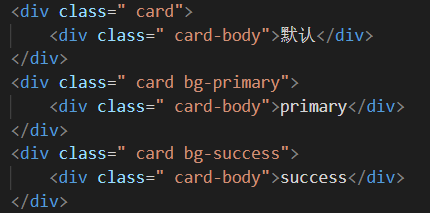 <div class=" card">
    <div class=" card-body">默认</div>
</div>
<div class=" card bg-primary">
    <div class=" card-body">primary</div>
</div>
<div class=" card bg-success">
    <div class=" card-body">success</div>
</div>